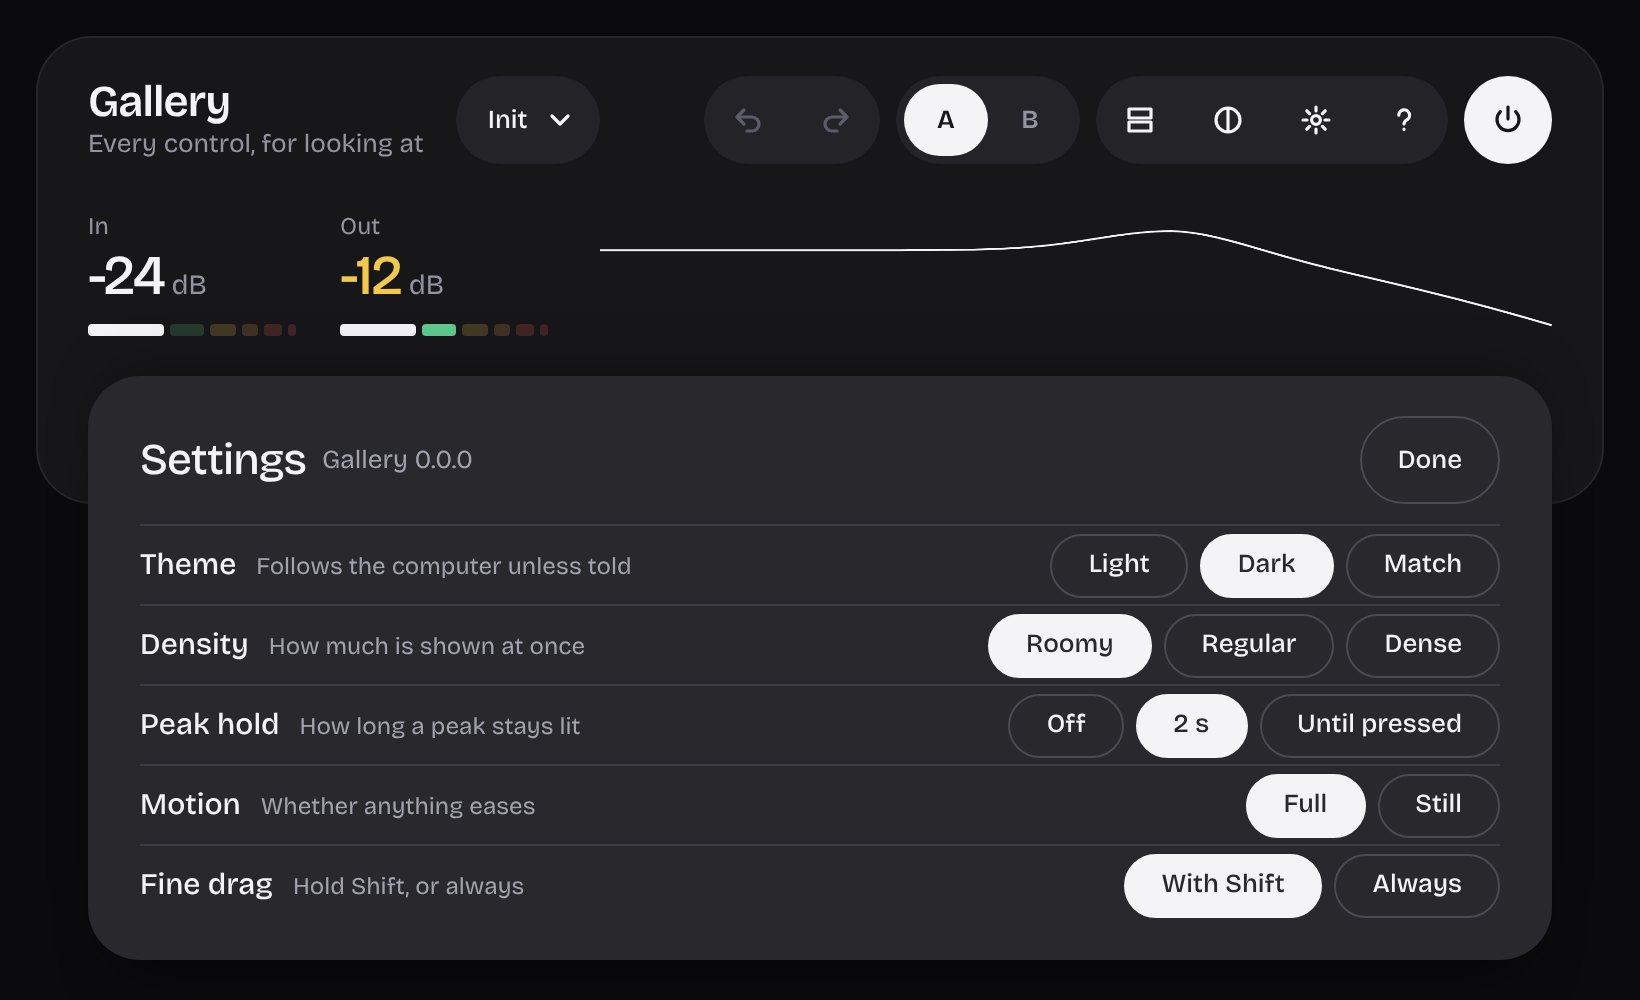 Gallery
Every control, for looking at
Init
A B
?
In
-24 dB
Out
-12 dB
Settings Gallery 0.0.0
Done
Theme Follows the computer unless told
Light Dark Match
Density How much is shown at once
Roomy Regular Dense
Peak hold How long a peak stays lit
Off 2 s Until pressed
Motion Whether anything eases
Full Still
Fine drag Hold Shift, or always
With Shift Always